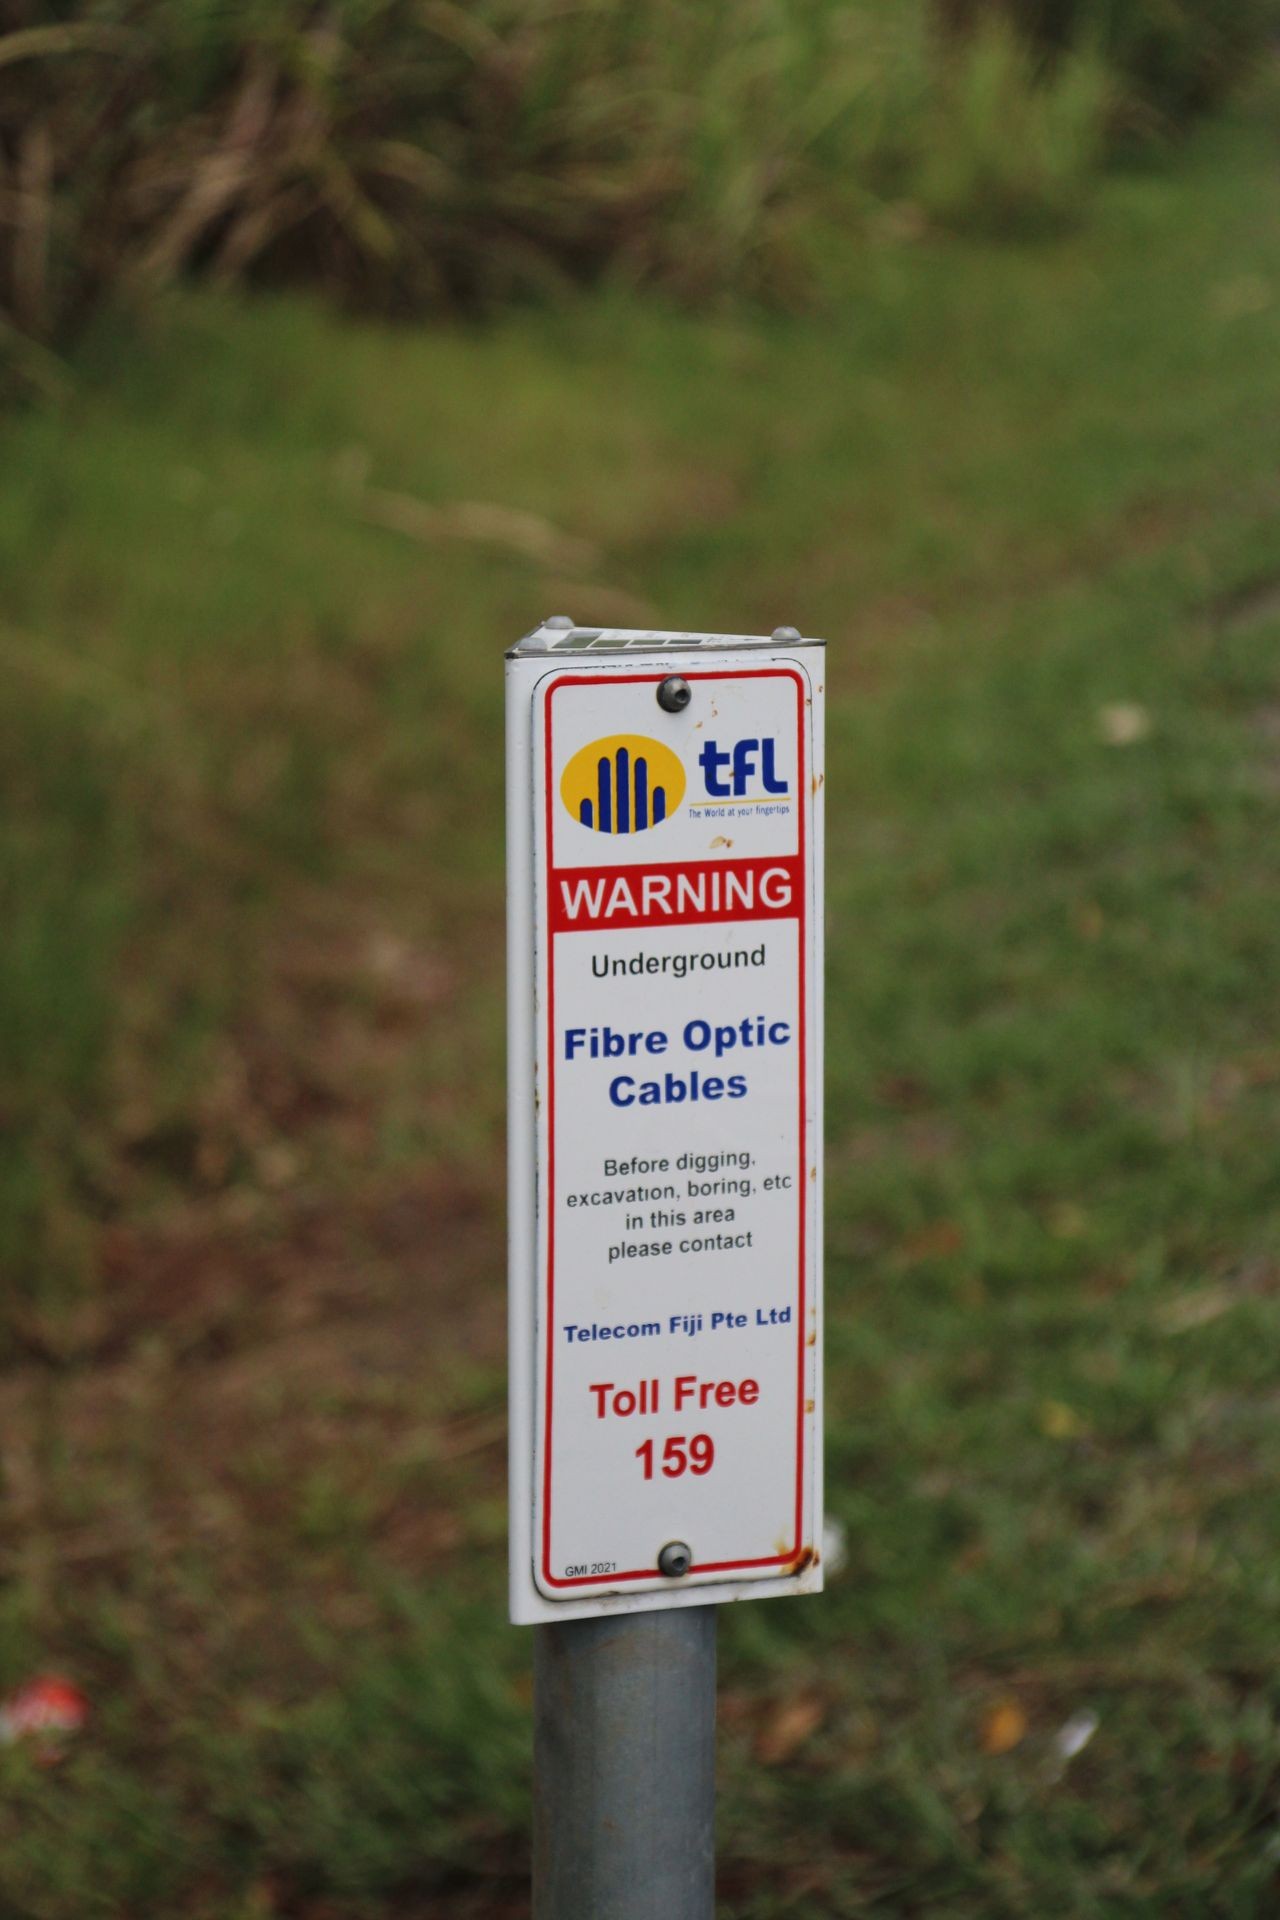 tfl
The World at your fingertips
WARNING
Underground
Fibre Optic
Cables
Before digging,
excavation, boring, etc
in this area
please contact
Telecom Fiji Pte Ltd
Toll Free
159
GMI 2021